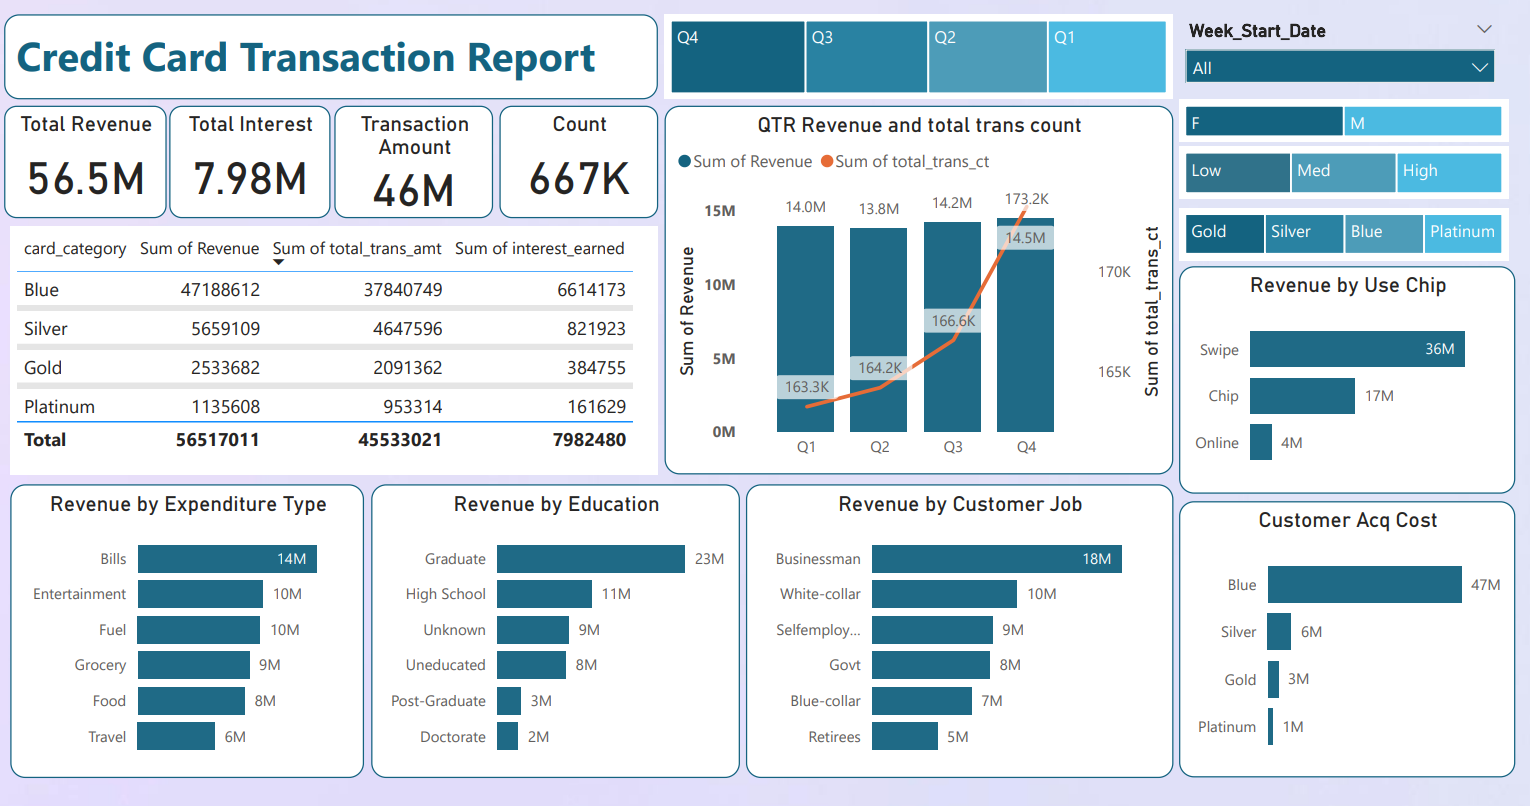 Credit Card Transaction Report
Q4 Q3 Q2 Q1
Week_Start_Date
All
F M
Low Med High
Gold Silver Blue Platinum
Total Revenue
56.5M
Total Interest
7.98M
Transaction
Amount
46M
Count
667K
card_category Sum of Revenue Sum of total_trans_amt Sum of interest_earned
Blue 47188612 37840749 6614173
Silver 5659109 4647596 821923
Gold 2533682 2091362 384755
Platinum 1135608 953314 161629
Total 56517011 45533021 7982480
QTR Revenue and total trans count
Sum of Revenue Sum of total_trans_ct
Sum of Revenue
15M
10M
5M
0M
14.0M 13.8M 14.2M 173.2K
14.5M
166.6K
164.2K
163.3K
Q1 Q2 Q3 Q4
170K
165K
Sum of total_trans_ct
Revenue by Use Chip
Swipe 36M
Chip 17M
Online 4M
Revenue by Expenditure Type
Bills 14M
Entertainment 10M
Fuel 10M
Grocery 9M
Food 8M
Travel 6M
Revenue by Education
Graduate 23M
High School 11M
Unknown 9M
Uneducated 8M
Post-Graduate 3M
Doctorate 2M
Revenue by Customer Job
Businessman 18M
White-collar 10M
Selfemploy... 9M
Govt 8M
Blue-collar 7M
Retirees 5M
Customer Acq Cost
Blue 47M
Silver 6M
Gold 3M
Platinum 1M